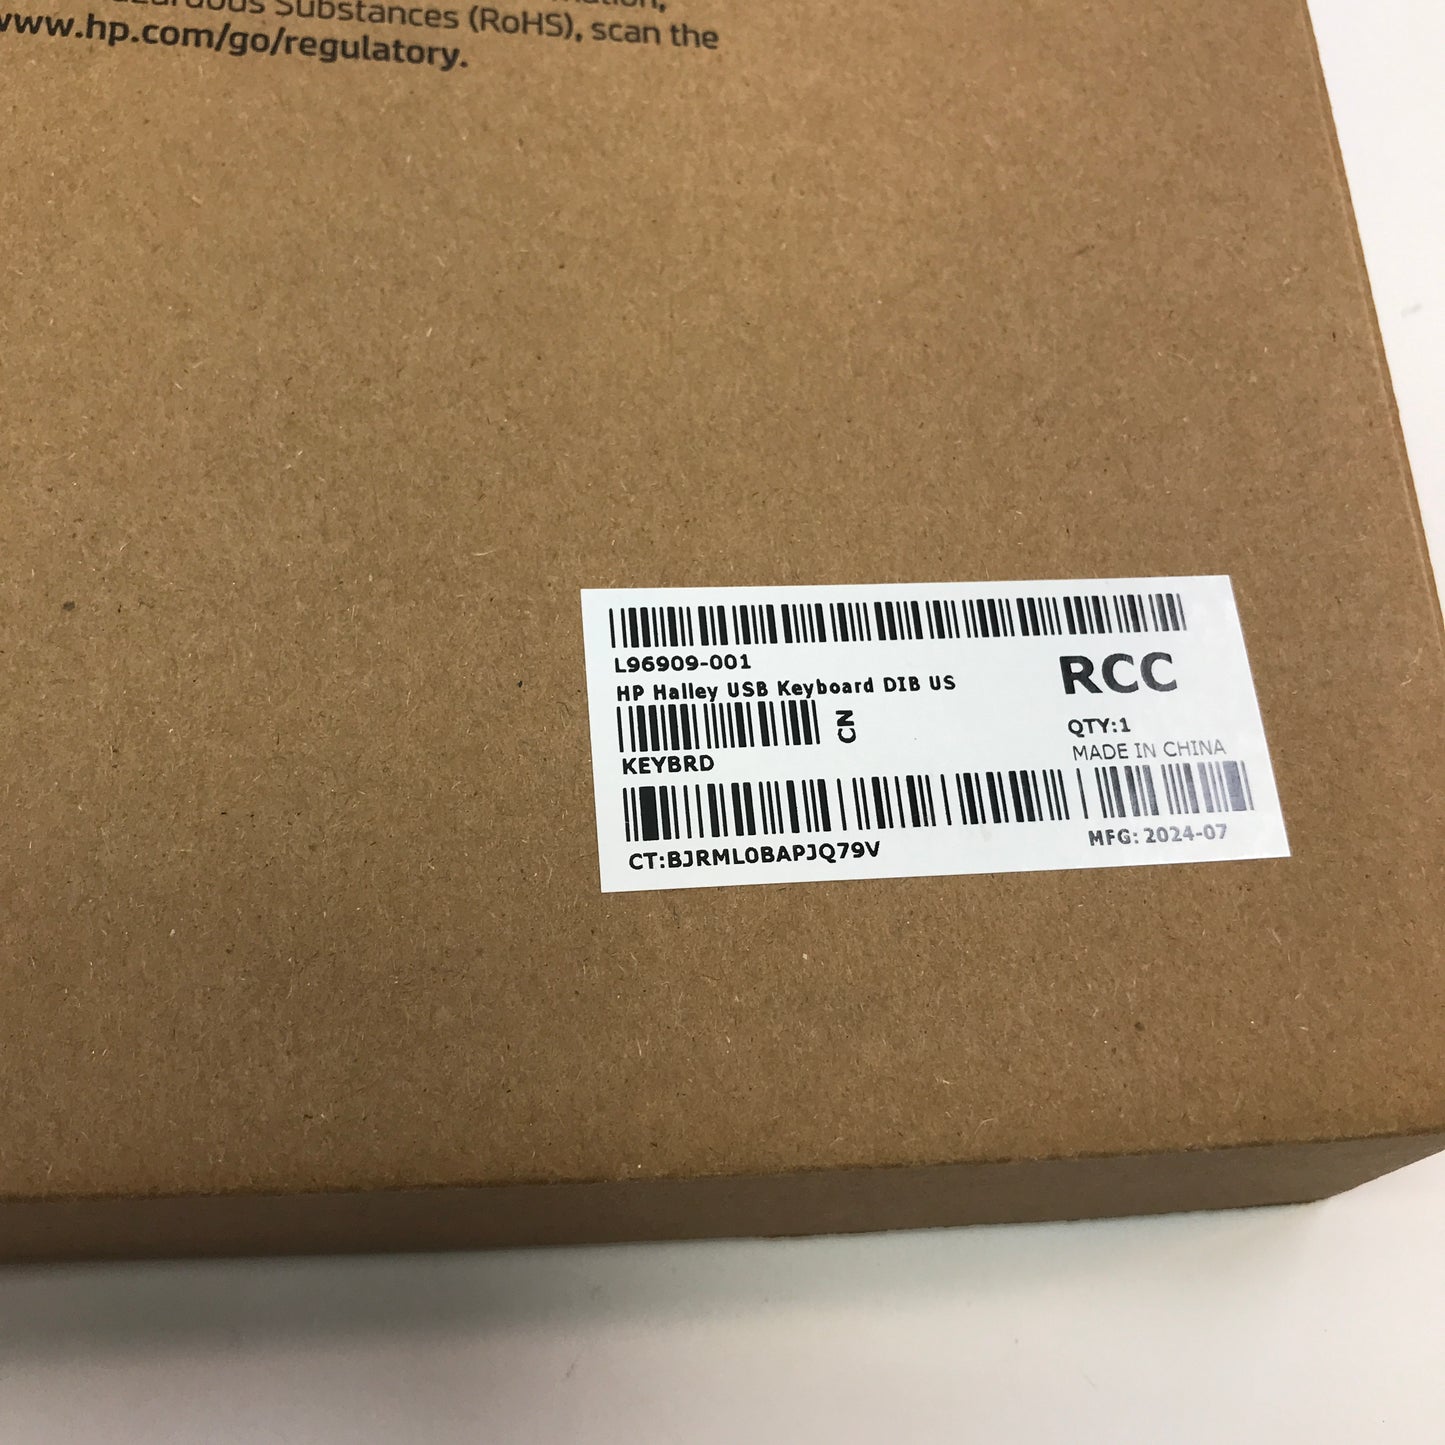 Substances (RoHS), scan the
www.hp.com/go/regulatory.
L96909-001
HP Halley USB Keyboard DIB US
RCC
CN
QTY:1
MADE IN CHINA
KEYBRD
MFG: 2024-07
CT:BJRML0BAPJQ79V